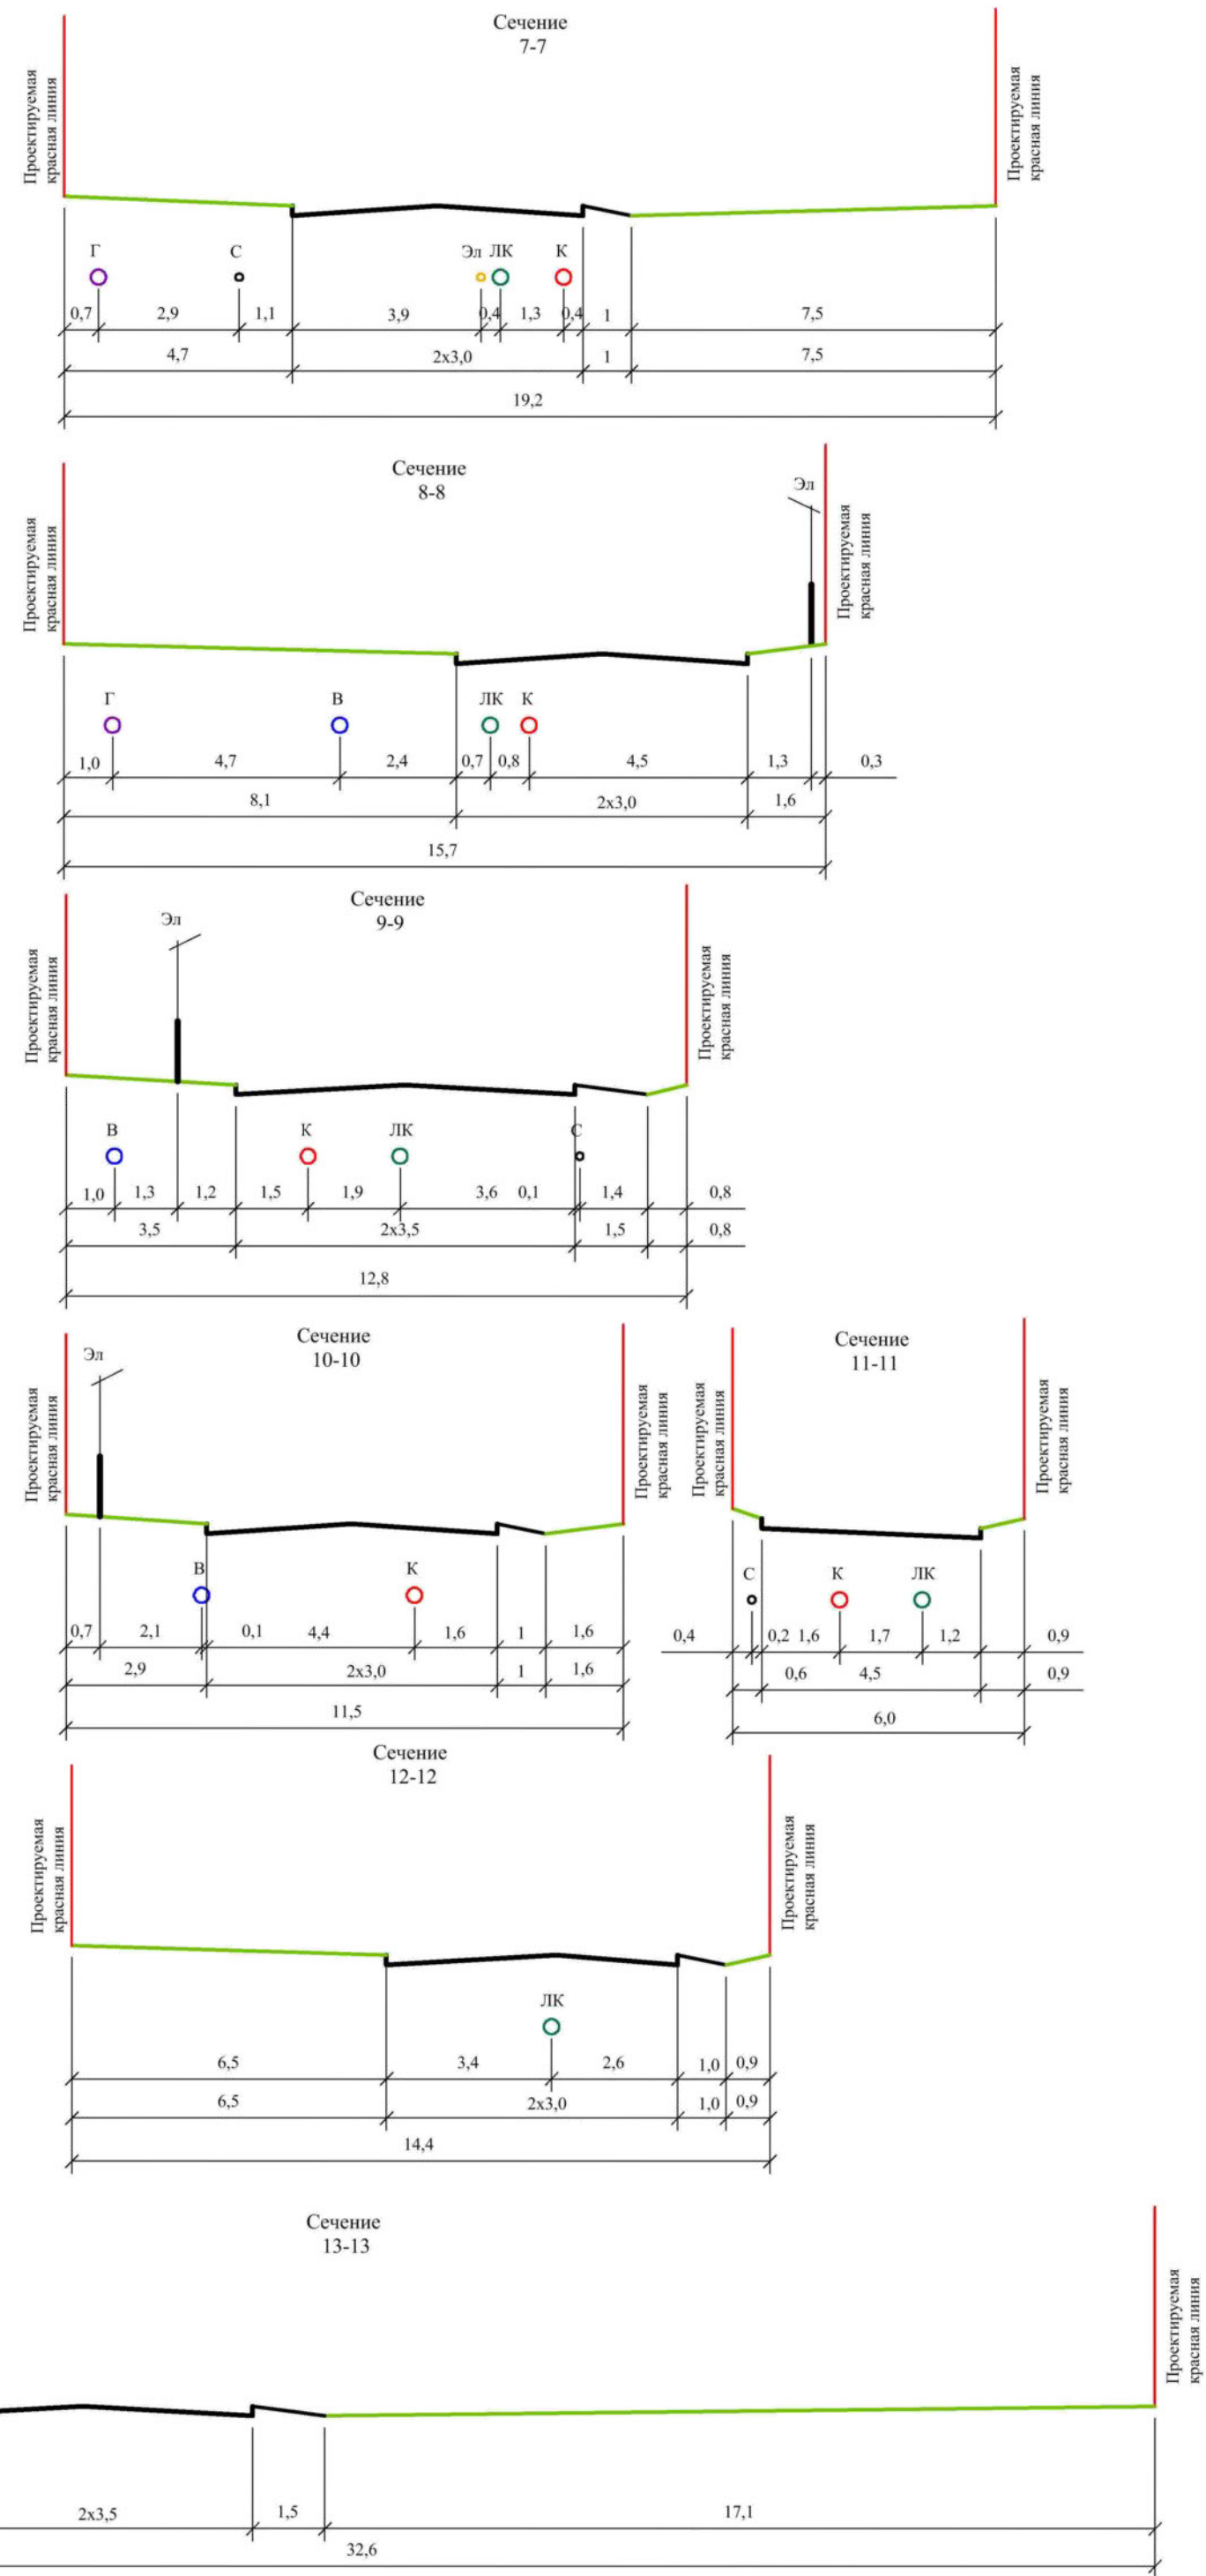 Сечение
7-7
Проектируемая
красная линия
Проектируемая
красная линия
Г
С
Эл
ЛК
К
0,7
2,9
1,1
3,9
0,4
1,3
0,4
1
7,5
4,7
2х3,0
1
7,5
19,2
Сечение
8-8
Эл
Проектируемая
красная линия
Проектируемая
красная линия
Г
В
ЛК
К
1,0
4,7
2,4
0,7
0,8
4,5
1,3
0,3
8,1
2х3,0
1,6
15,7
Сечение
9-9
Эл
Проектируемая
красная линия
Проектируемая
красная линия
В
К
ЛК
С
1,0
1,3
1,2
1,5
1,9
3,6
0,1
1,4
0,8
3,5
2х3,5
1,5
0,8
12,8
Сечение
10-10
Эл
Проектируемая
красная линия
Проектируемая
красная линия
В
К
0,7
2,1
0,1
4,4
1,6
1
1,6
2,9
2х3,0
1
1,6
11,5
Сечение
11-11
Проектируемая
красная линия
Проектируемая
красная линия
С
К
ЛК
0,4
0,2
1,6
1,7
1,2
0,9
0,6
4,5
0,9
6,0
Сечение
12-12
Проектируемая
красная линия
Проектируемая
красная линия
ЛК
6,5
3,4
2,6
1,0
0,9
6,5
2х3,0
1,0
0,9
14,4
Сечение
13-13
Проектируемая
красная линия
2х3,5
1,5
17,1
32,6